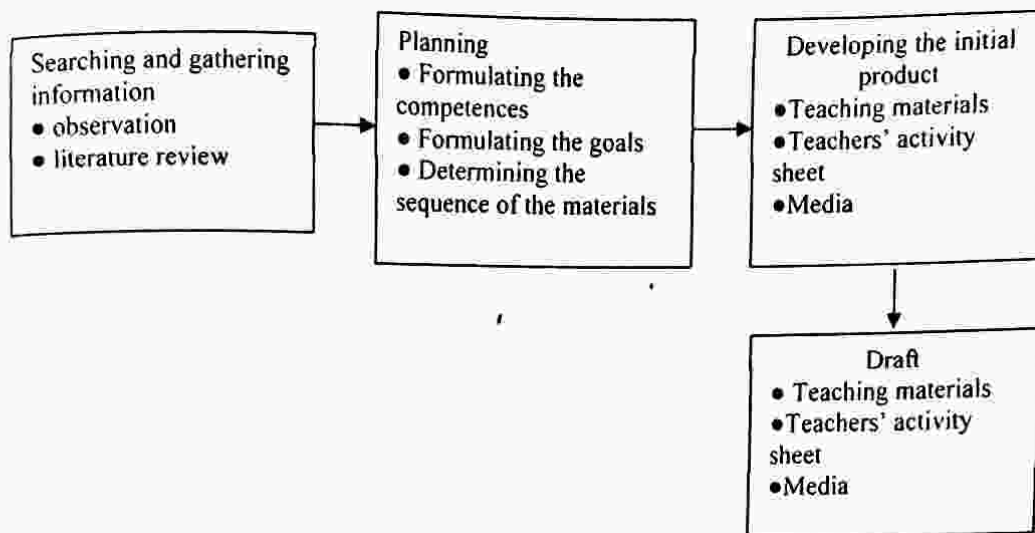 Searching and gathering
information
● observation
● literature review
Planning
● Formulating the
competences
● Formulating the goals
● Determining the
sequence of the materials
Developing the initial
product
●Teaching materials
●Teachers' activity
sheet
●Media
Draft
● Teaching materials
●Teachers' activity
sheet
●Media